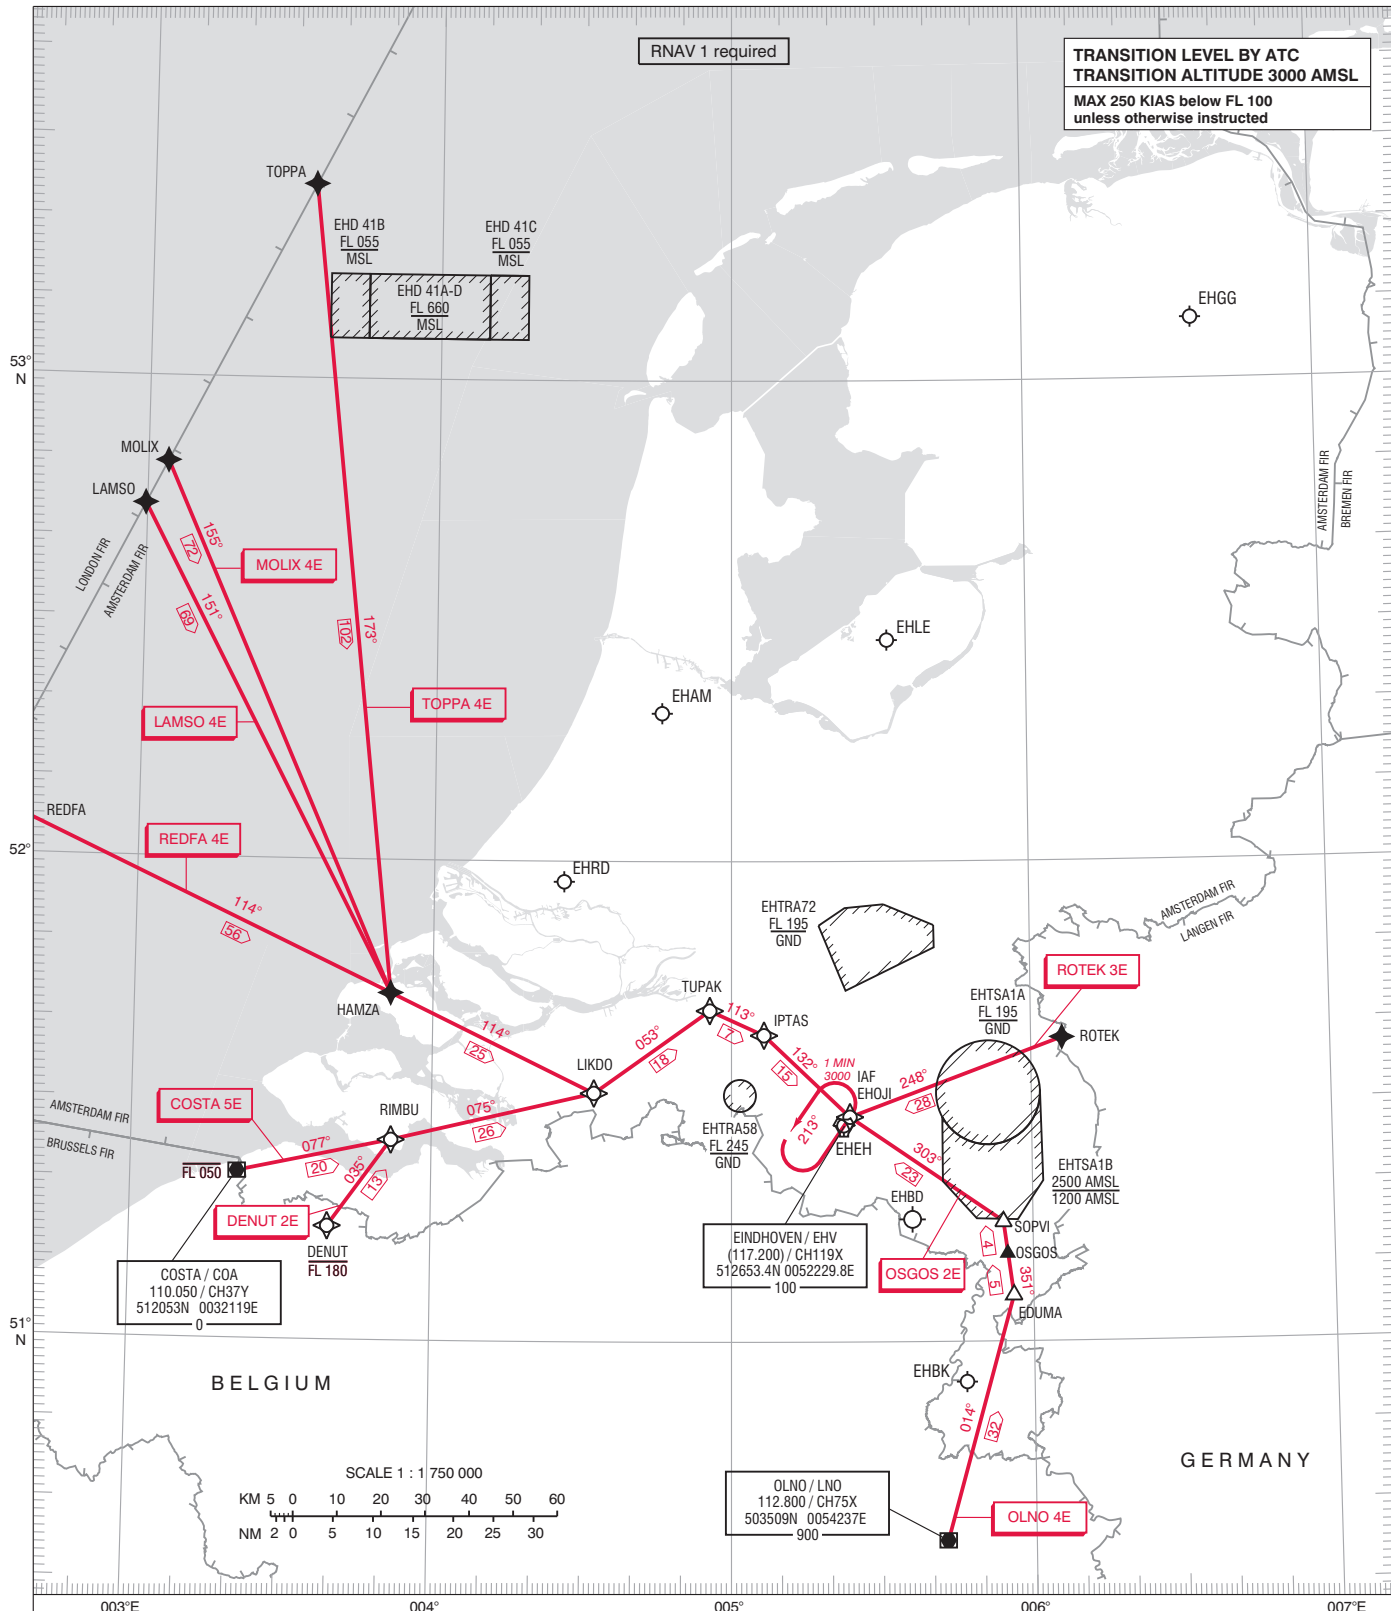 RNAV 1 required
TRANSITION LEVEL BY ATC
TRANSITION ALTITUDE 3000 AMSL
MAX 250 KIAS below FL 100
unless otherwise instructed
TOPPA
EHD 41B
FL 055
MSL
EHD 41C
FL 055
MSL
EHD 41A-D
FL 660
MSL
EHGG
53°
N
MOLIX
LAMSO
AMSTERDAM FIR
BREMEN FIR
LONDON FIR
AMSTERDAM FIR
155°
72
MOLIX 4E
151°
69
173°
102
EHLE
LAMSO 4E
TOPPA 4E
EHAM
REDFA
REDFA 4E
52°
N
EHRD
114°
56
EHTRA72
FL 195
GND
AMSTERDAM FIR
LANGEN FIR
ROTEK 3E
HAMZA
TUPAK
113°
7
IPTAS
EHTSA1A
FL 195
GND
ROTEK
114°
25
053°
18
132°
15
1 MIN
3000
IAF
EHOJI
248°
28
LIKDO
COSTA 5E
AMSTERDAM FIR
BRUSSELS FIR
RIMBU
075°
26
077°
20
213°
EHEH
EHTRA58
FL 245
GND
303°
23
FL 050
035°
13
EHTSA1B
2500 AMSL
1200 AMSL
DENUT 2E
EHBD
SOPVI
DENUT
FL 180
EINDHOVEN / EHV
(117.200) / CH119X
512653.4N 0052229.8E
100
4
OSGOS
OSGOS 2E
5
351°
EDUMA
COSTA / COA
110.050 / CH37Y
512053N 0032119E
0
51°
N
BELGIUM
EHBK
014°
32
GERMANY
SCALE 1 : 1 750 000
KM 5 0 10 20 30 40 50 60
NM 2 0 5 10 15 20 25 30
OLNO / LNO
112.800 / CH75X
503509N 0054237E
900
OLNO 4E
003°E
004°
005°
006°
007°E